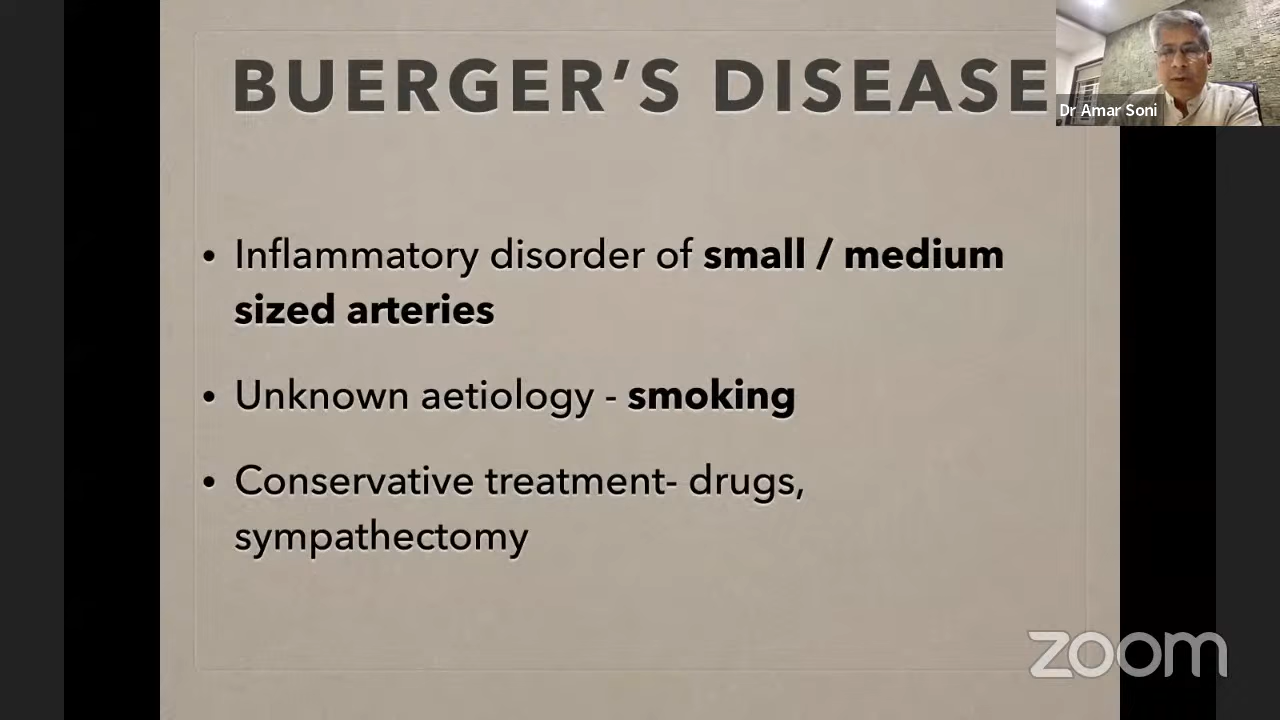 BUERGER’S DISEASE
Dr Amar Soni
• Inflammatory disorder of small / medium
sized arteries
• Unknown aetiology - smoking
• Conservative treatment- drugs,
sympathectomy
zoom